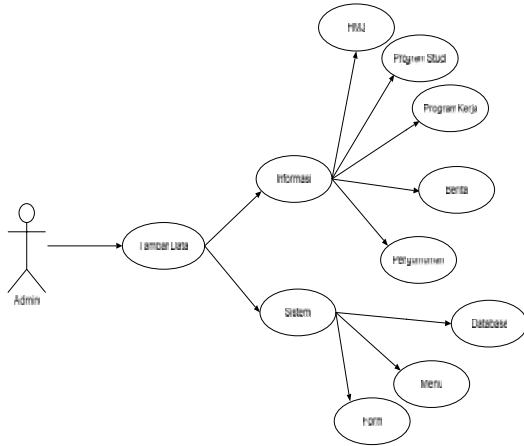 HMJ
Program Studi
Program Kerja
Informasi
Berita
Tambah Data
Pengumuman
Admin
Sistem
Database
Menu
Form